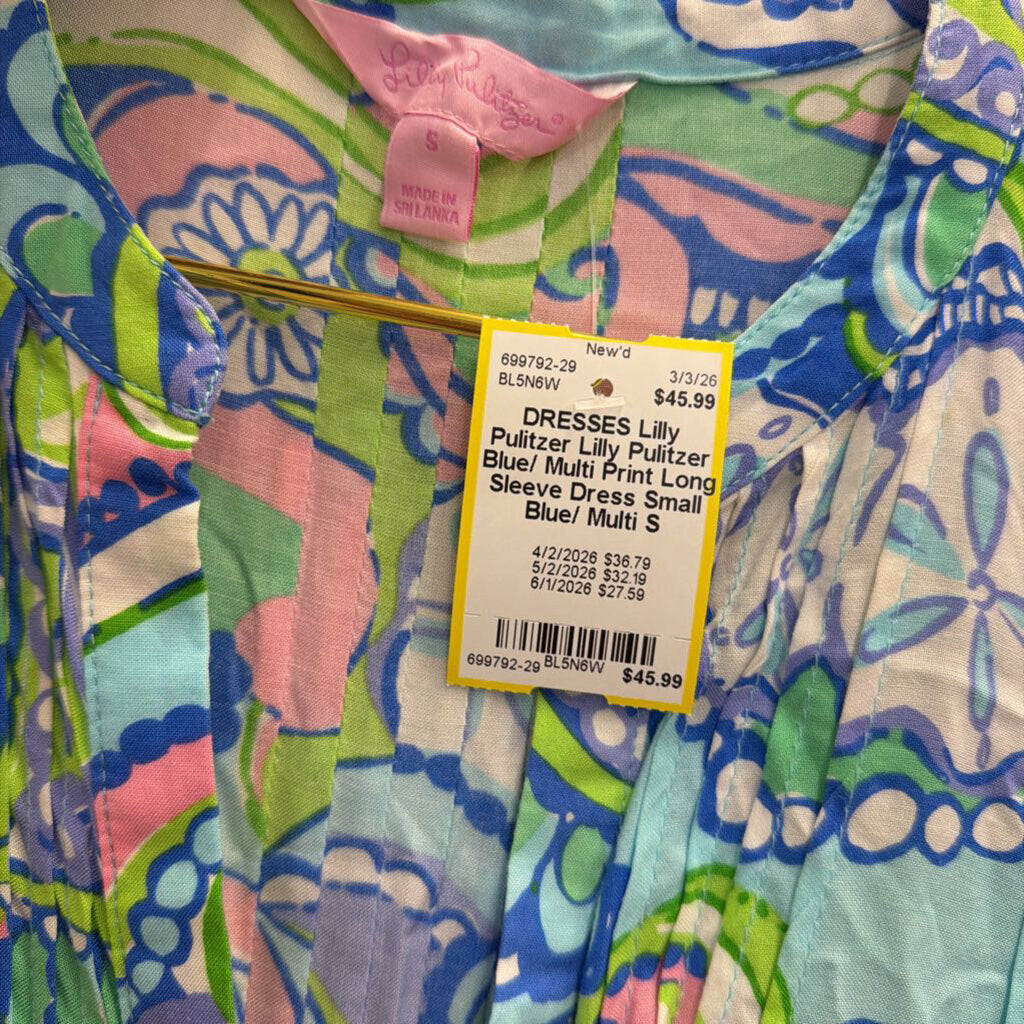 Lilly Pulitzer®
S
MADE IN
SRI LANKA
New'd
699792-29
3/3/26
BL5N6W
$45.99
DRESSES Lilly
Pulitzer Lilly Pulitzer
Blue/ Multi Print Long
Sleeve Dress Small
Blue/ Multi S
4/2/2026 $36.79
5/2/2026 $32.19
6/1/2026 $27.59
699792-29 BL5N6W $45.99